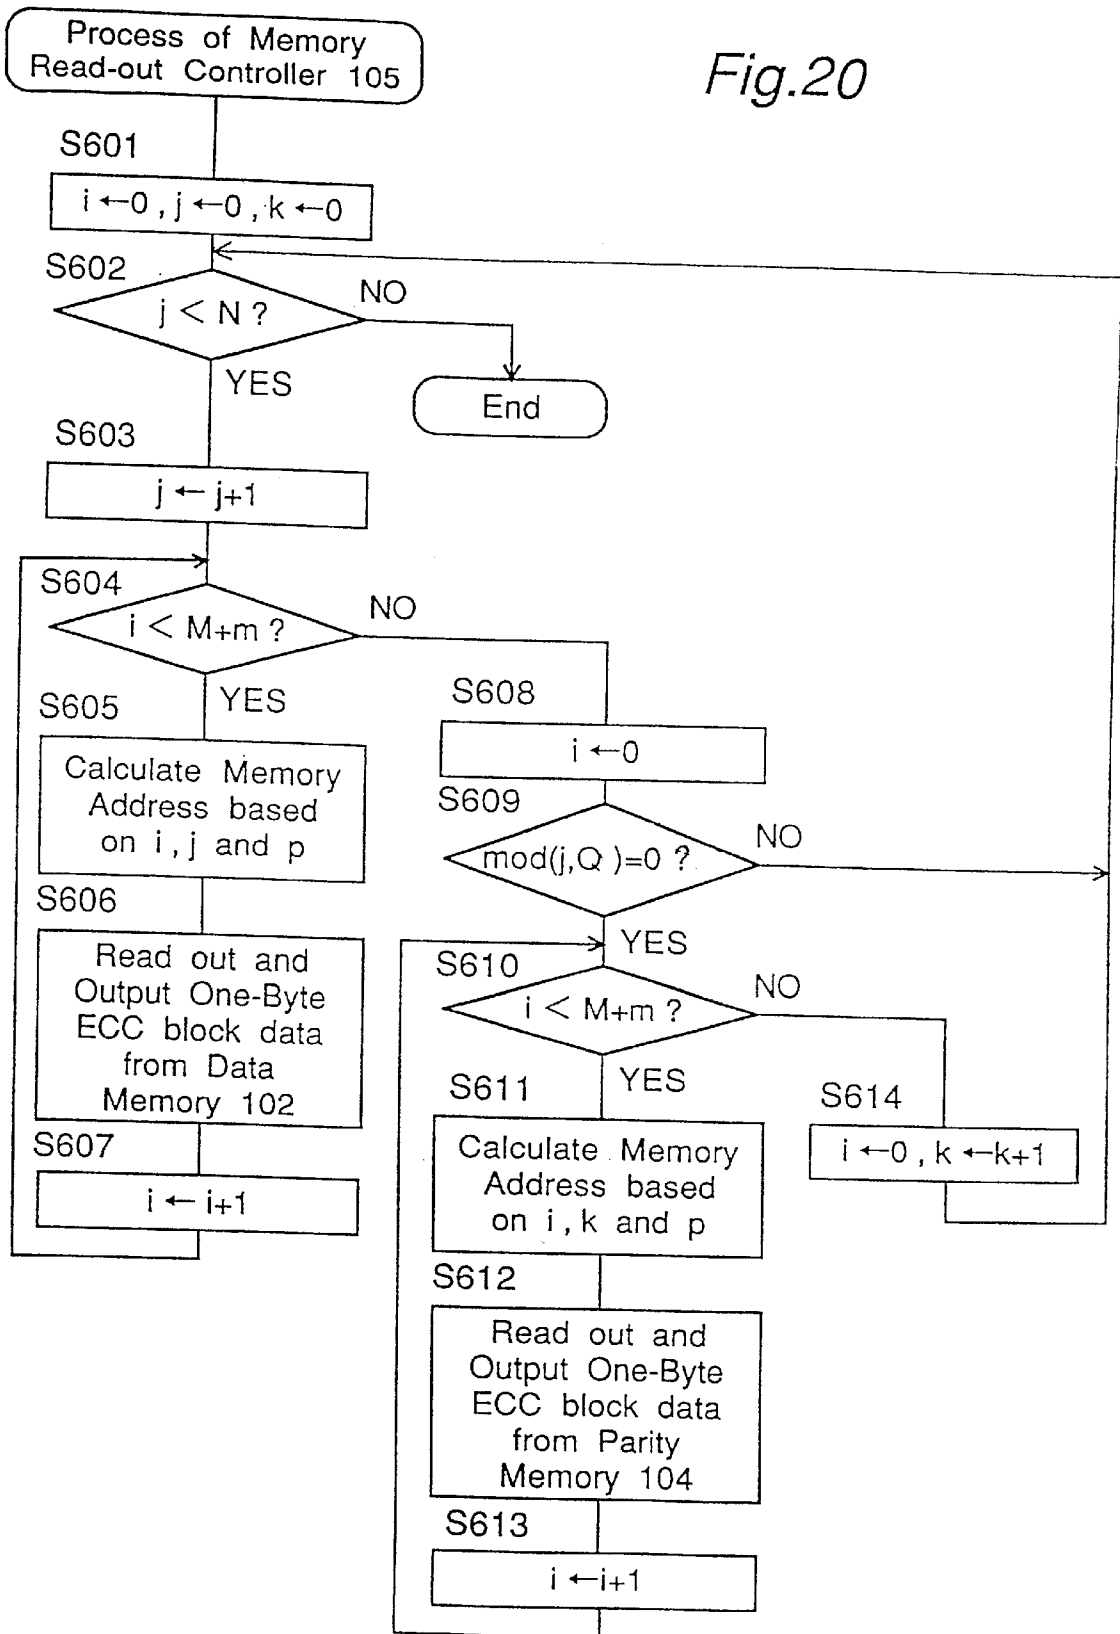 Process of Memory
Read-out Controller 105
Fig.20
S601
i ←0 , j ←0 , k ←0
S602
j < N ?
NO
YES
End
S603
j ← j+1
S604
i < M+m ?
NO
YES
S605
Calculate Memory
Address based
on i , j and p
S606
Read out and
Output One-Byte
ECC block data
from Data
Memory 102
S607
i ← i+1
S608
i ←0
S609
mod(j,Q )=0 ?
NO
YES
S610
i < M+m ?
NO
YES
S611
Calculate Memory
Address based
on i , k and p
S612
Read out and
Output One-Byte
ECC block data
from Parity
Memory 104
S613
i ←i+1
S614
i ←0 , k ←k+1